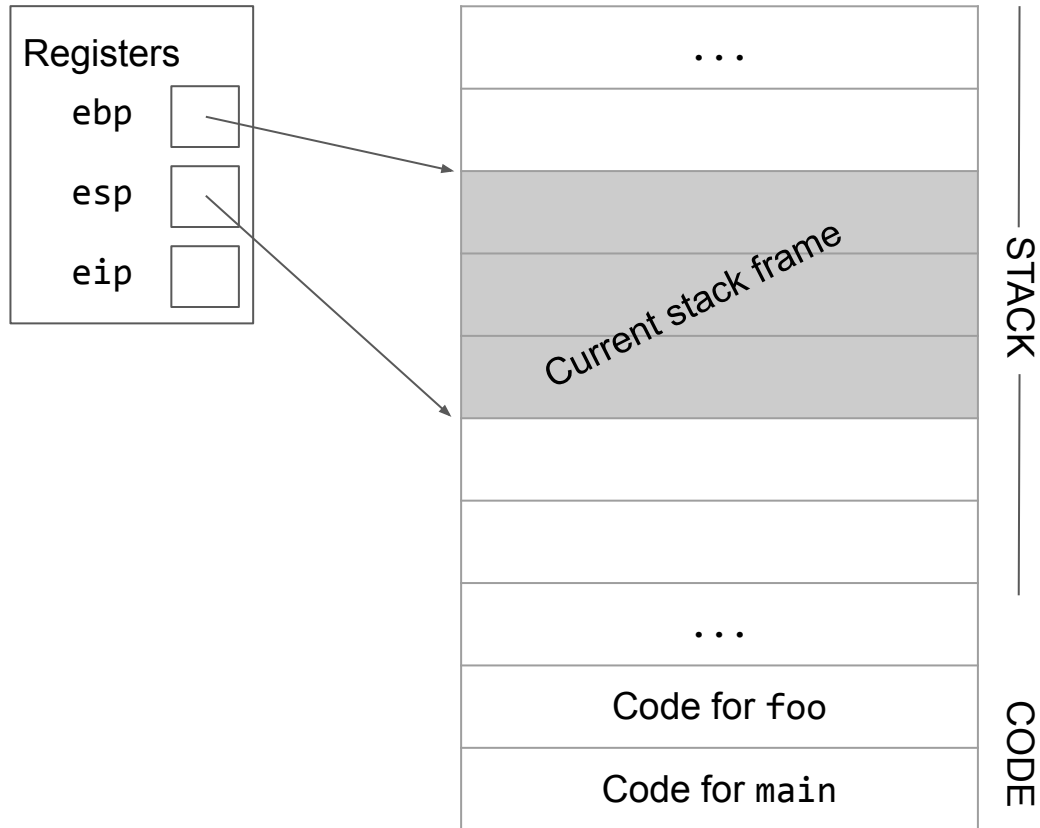 Registers
ebp
esp
eip
...
Current stack frame
...
Code for foo
Code for main
STACK
CODE